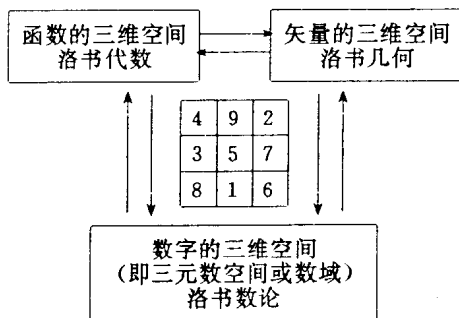 函数的三维空间
洛书代数
矢量的三维空间
洛书几何
4 9 2
3 5 7
8 1 6
数字的三维空间
(即三元数空间或数域)
洛书数论